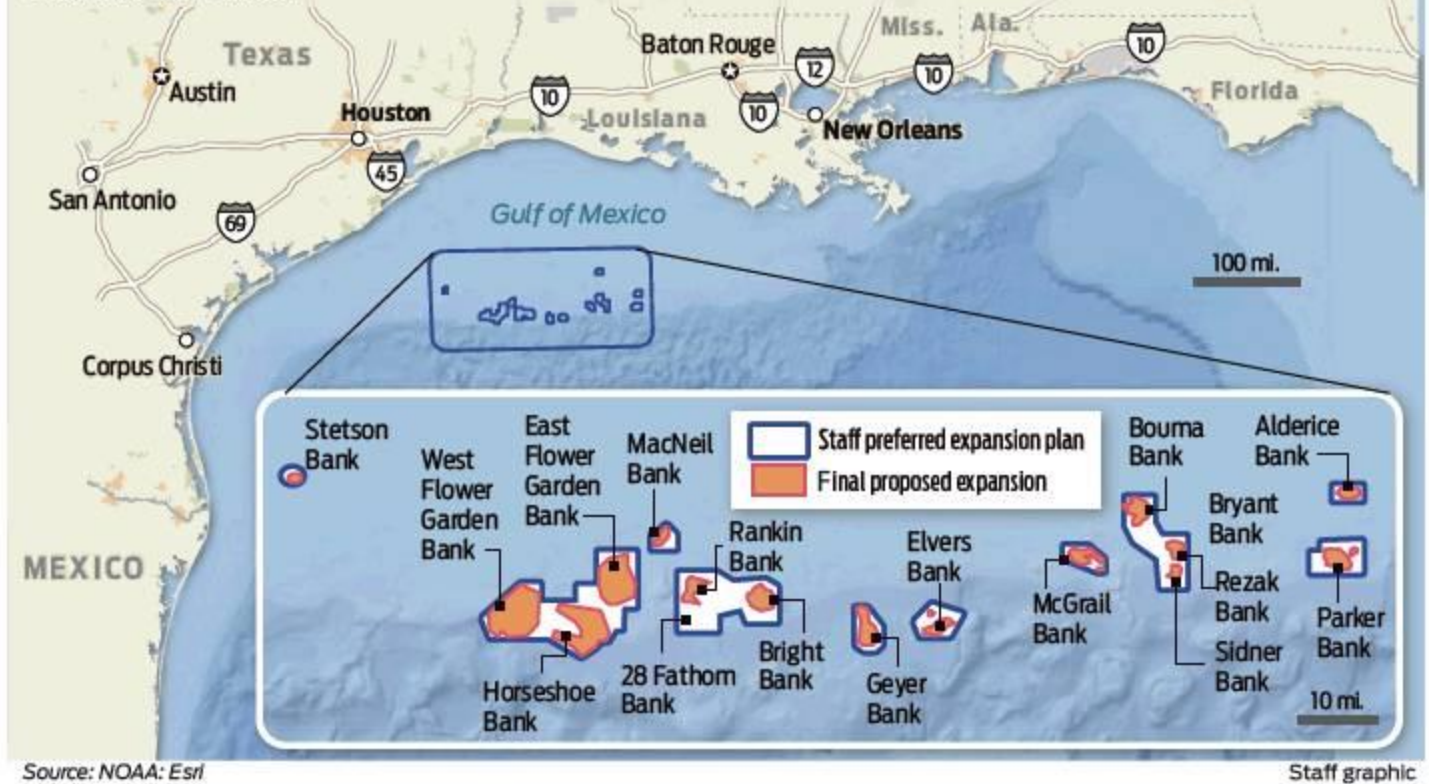 Texas
Miss.
Ala.
10
Baton Rouge
12
10
Austin
10
Florida
Houston
Louisiana
10
New Orleans
45
San Antonio
69
Gulf of Mexico
100 mi.
Corpus Christi
MEXICO
Stetson
Bank
West
Flower
Garden
Bank
East
Flower
Garden
Bank
MacNeil
Bank
Staff preferred expansion plan
Final proposed expansion
Bouma
Bank
Alderice
Bank
Bryant
Bank
Rankin
Bank
Elvers
Bank
McGrail
Bank
Rezak
Bank
Parker
Bank
Sidner
Bank
Horseshoe
Bank
28 Fathom
Bank
Bright
Bank
Geyer
Bank
10 mi.
Source: NOAA: Esri
Staff graphic